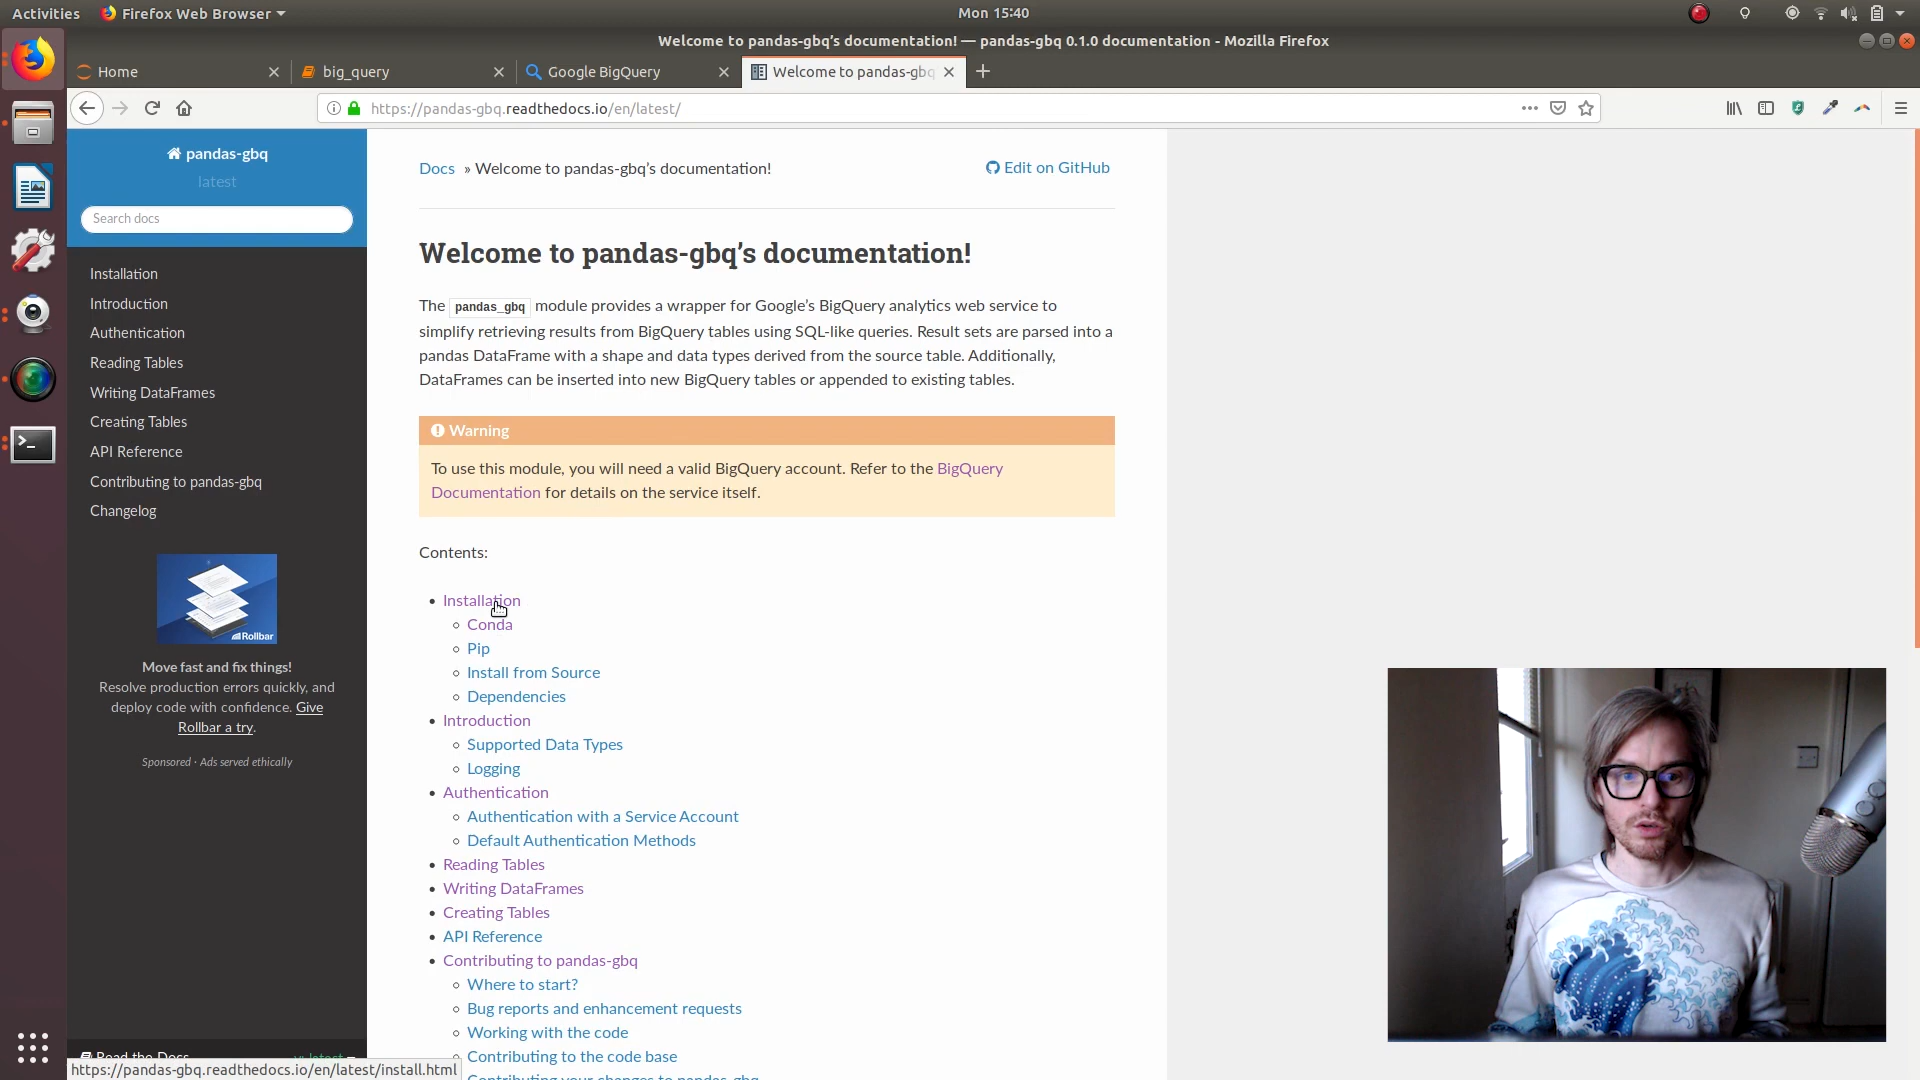 Activities
Firefox Web Browser
Mon 15:40
Welcome to pandas-gbq’s documentation! — pandas-gbq 0.1.0 documentation - Mozilla Firefox
Home
big_query
Google BigQuery
Welcome to pandas-gbq
https://pandas-gbq.readthedocs.io/en/latest/
pandas-gbq
latest
Search docs
Installation
Introduction
Authentication
Reading Tables
Writing DataFrames
Creating Tables
API Reference
Contributing to pandas-gbq
Changelog
Rollbar
Move fast and fix things!
Resolve production errors quickly, and
deploy code with confidence. Give
Rollbar a try.
Sponsored · Ads served ethically
Read the Docs
v: latest
https://pandas-gbq.readthedocs.io/en/latest/install.html
Docs » Welcome to pandas-gbq’s documentation!
Edit on GitHub
Welcome to pandas-gbq’s documentation!
The pandas_gbq module provides a wrapper for Google’s BigQuery analytics web service to
simplify retrieving results from BigQuery tables using SQL-like queries. Result sets are parsed into a
pandas DataFrame with a shape and data types derived from the source table. Additionally,
DataFrames can be inserted into new BigQuery tables or appended to existing tables.
Warning
To use this module, you will need a valid BigQuery account. Refer to the BigQuery
Documentation for details on the service itself.
Contents:
Installation
Conda
Pip
Install from Source
Dependencies
Introduction
Supported Data Types
Logging
Authentication
Authentication with a Service Account
Default Authentication Methods
Reading Tables
Writing DataFrames
Creating Tables
API Reference
Contributing to pandas-gbq
Where to start?
Bug reports and enhancement requests
Working with the code
Contributing to the code base
Contributing your changes to pandas-gbq